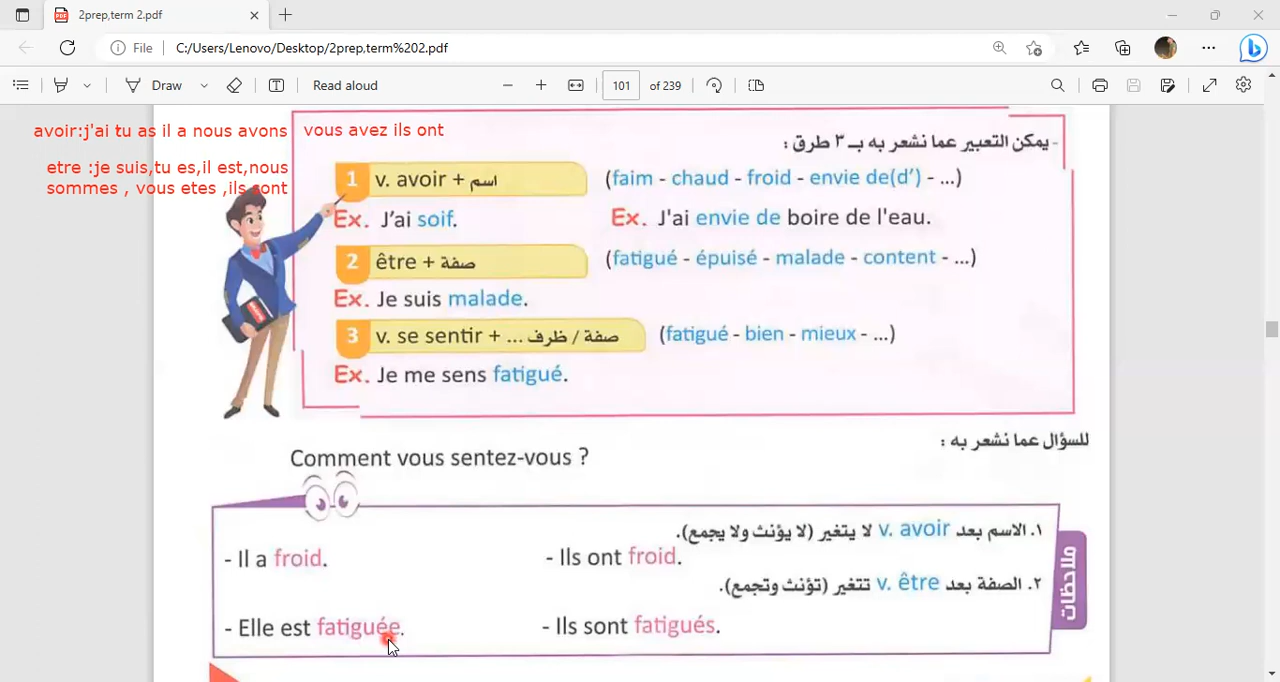 2prep,term 2.pdf
File C:/Users/Lenovo/Desktop/2prep,term%202.pdf
Draw Read aloud 101 of 239
avoir:j'ai tu as il a nous avons vous avez ils ont
etre :je suis,tu es,il est,nous
sommes , vous etes ,ils sont
- يمكن التعبير عما نشعر به بـ ٣ طرق :
1 v. avoir + اسم (faim - chaud - froid - envie de(d') - ...)
Ex. J'ai soif. Ex. J'ai envie de boire de l'eau.
2 être + صفة (fatigué - épuisé - malade - content - ...)
Ex. Je suis malade.
3 v. se sentir + ... صفة / ظرف (fatigué - bien - mieux - ...)
Ex. Je me sens fatigué.
للسؤال عما نشعر به :
Comment vous sentez-vous ?
ملاحظات
١. الاسم بعد v. avoir لا يتغير (لا يؤنث ولا يجمع).
- Il a froid. - Ils ont froid.
٢. الصفة بعد v. être تتغير (تؤنث وتجمع).
- Elle est fatiguée. - Ils sont fatigués.